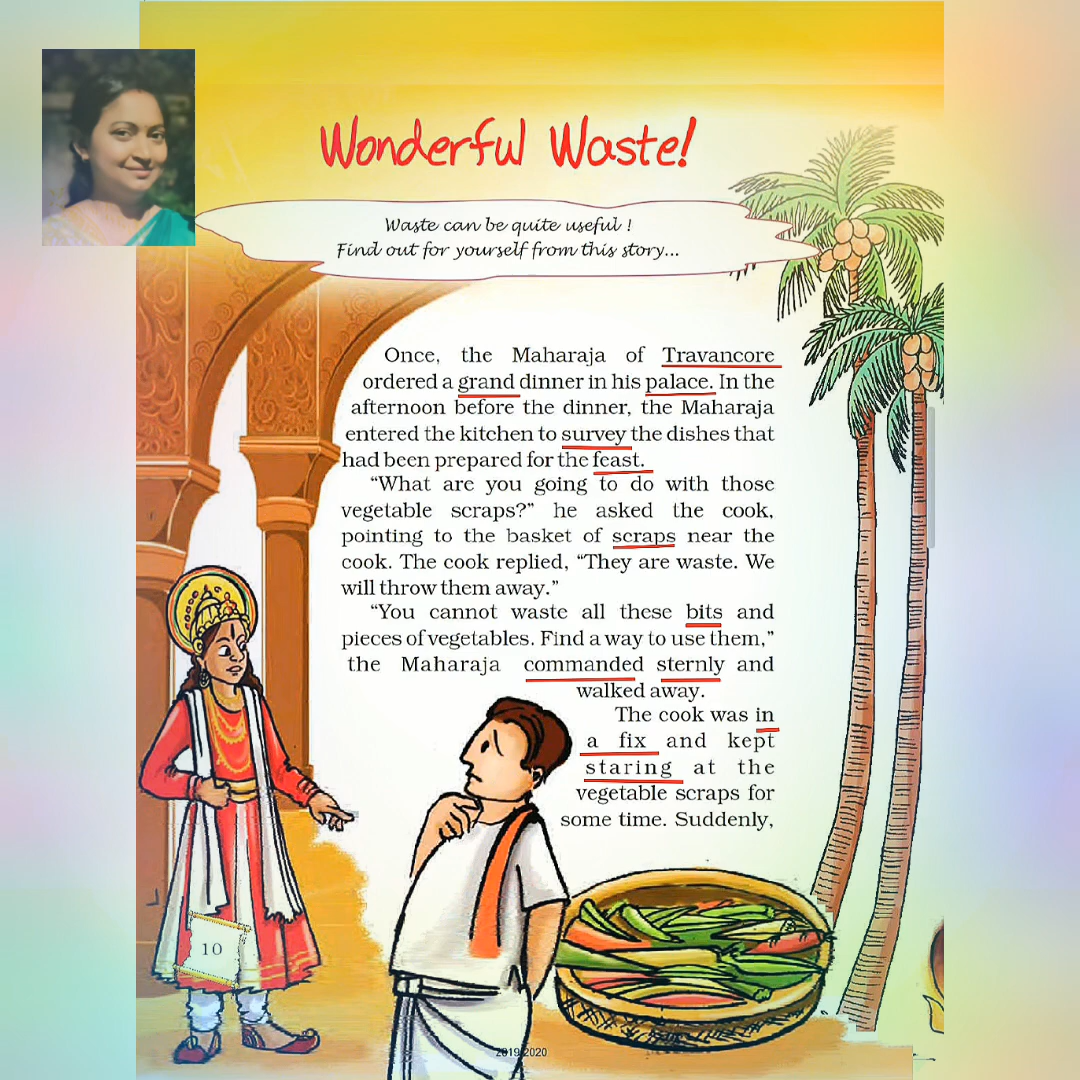 Wonderful Waste!
Waste can be quite useful !
Find out for yourself from this story...
Once, the Maharaja of Travancore
ordered a grand dinner in his palace. In the
afternoon before the dinner, the Maharaja
entered the kitchen to survey the dishes that
had been prepared for the feast.
“What are you going to do with those
vegetable scraps?” he asked the cook,
pointing to the basket of scraps near the
cook. The cook replied, “They are waste. We
will throw them away.”
“You cannot waste all these bits and
pieces of vegetables. Find a way to use them,”
the Maharaja commanded sternly and
walked away.
The cook was in
a fix and kept
staring at the
vegetable scraps for
some time. Suddenly,
10
2019-2020